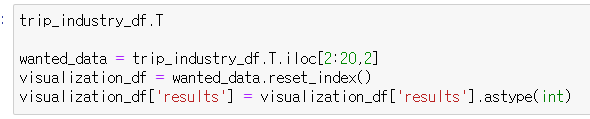 :
trip_industry_df.T
wanted_data = trip_industry_df.T.iloc[2:20,2]
visualization_df = wanted_data.reset_index()
visualization_df['results'] = visualization_df['results'].astype(int)